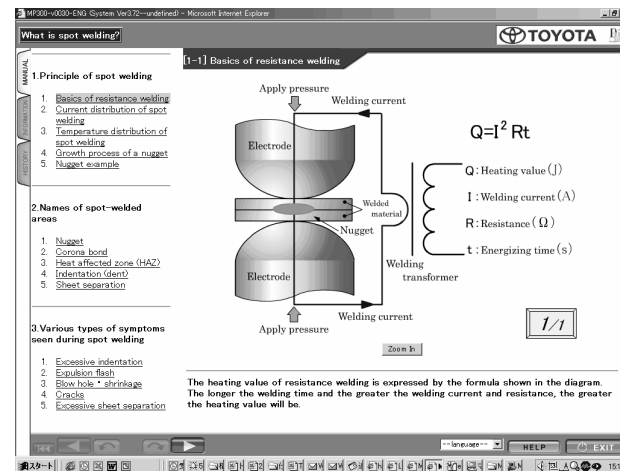 MP300-v0030-ENG (System Ver3.72--undefined) - Microsoft Internet Explorer
What is spot welding?
TOYOTA
MANUAL
INFORMATION
HISTORY
1.Principle of spot welding
1. Basics of resistance welding
2. Current distribution of spot
welding
3. Temperature distribution of
spot welding
4. Growth process of a nugget
5. Nugget example
2.Names of spot-welded
areas
1. Nugget
2. Corona bond
3. Heat affected zone (HAZ)
4. Indentation (dent)
5. Sheet separation
3.Various types of symptoms
seen during spot welding
1. Excessive indentation
2. Expulsion flash
3. Blow hole・shrinkage
4. Cracks
5. Excessive sheet separation
[1-1] Basics of resistance welding
Apply pressure
Welding current
Electrode
Welded
material
Nugget
Electrode
Welding
transformer
Welding current
Apply pressure
Q=I² Rt
Q : Heating value (J)
I : Welding current (A)
R : Resistance (Ω)
t : Energizing time (s)
1/1
Zoom In
The heating value of resistance welding is expressed by the formula shown in the diagram.
The longer the welding time and the greater the welding current and resistance, the greater
the heating value will be.
--language--
HELP
EXIT
スタート